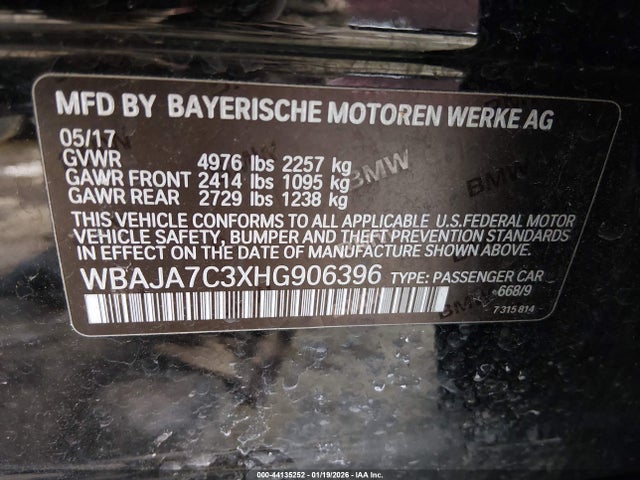 MFD BY BAYERISCHE MOTOREN WERKE AG
05/17
GVWR 4976 lbs 2257 kg
GAWR FRONT 2414 lbs 1095 kg
GAWR REAR 2729 lbs 1238 kg
THIS VEHICLE CONFORMS TO ALL APPLICABLE U.S.FEDERAL MOTOR
VEHICLE SAFETY, BUMPER AND THEFT PREVENTION STANDARDS
IN EFFECT ON THE DATE OF MANUFACTURE SHOWN ABOVE.
WBAJA7C3XHG906396 TYPE: PASSENGER CAR
668/9
7 315 814
BMW
BMW
BMW
000-44135252 - 01/19/2026 - IAA Inc.